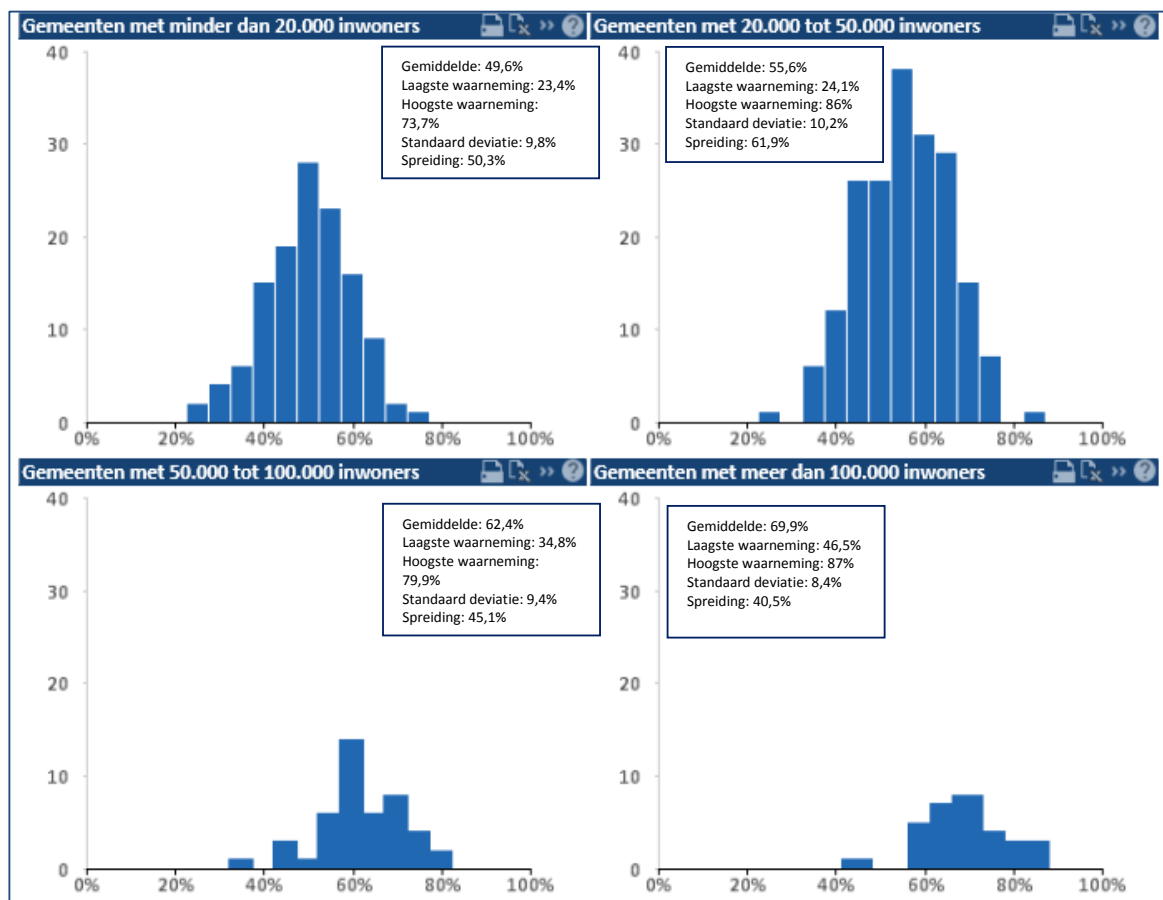 Gemeenten met minder dan 20.000 inwoners
40
30
20
10
0
0%
20%
40%
60%
80%
100%
Gemiddelde: 49,6%
Laagste waarneming: 23,4%
Hoogste waarneming:
73,7%
Standaard deviatie: 9,8%
Spreiding: 50,3%
Gemeenten met 20.000 tot 50.000 inwoners
40
30
20
10
0
0%
20%
40%
60%
80%
100%
Gemiddelde: 55,6%
Laagste waarneming: 24,1%
Hoogste waarneming: 86%
Standaard deviatie: 10,2%
Spreiding: 61,9%
Gemeenten met 50.000 tot 100.000 inwoners
40
30
20
10
0
0%
20%
40%
60%
80%
100%
Gemiddelde: 62,4%
Laagste waarneming: 34,8%
Hoogste waarneming:
79,9%
Standaard deviatie: 9,4%
Spreiding: 45,1%
Gemeenten met meer dan 100.000 inwoners
40
30
20
10
0
0%
20%
40%
60%
80%
100%
Gemiddelde: 69,9%
Laagste waarneming: 46,5%
Hoogste waarneming: 87%
Standaard deviatie: 8,4%
Spreiding: 40,5%